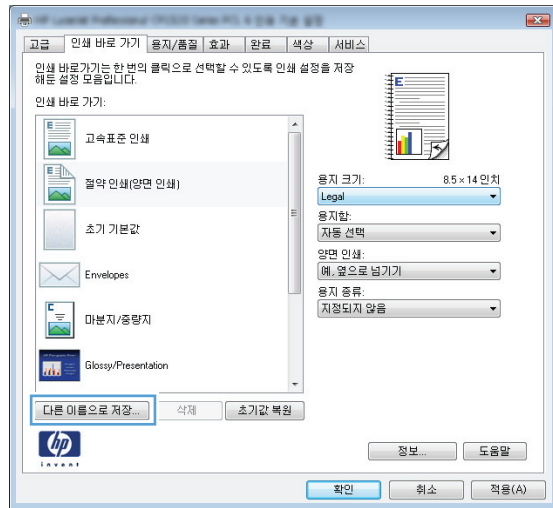 고급 인쇄 바로 가기 용지/품질 효과 완료 색상 서비스
인쇄 바로가기는 한 번의 클릭으로 선택할 수 있도록 인쇄 설정을 저장
해둔 설정 모음입니다.
인쇄 바로 가기:
고속표준 인쇄
절약 인쇄(양면 인쇄)
초기 기본값
Envelopes
마분지/중량지
Glossy/Presentation
용지 크기: 8.5 × 14 인치
Legal
용지함:
자동 선택
양면 인쇄:
예, 옆으로 넘기기
용지 종류:
지정되지 않음
다른 이름으로 저장... 삭제 초기값 복원
hp
invent
정보... 도움말
확인 취소 적용(A)